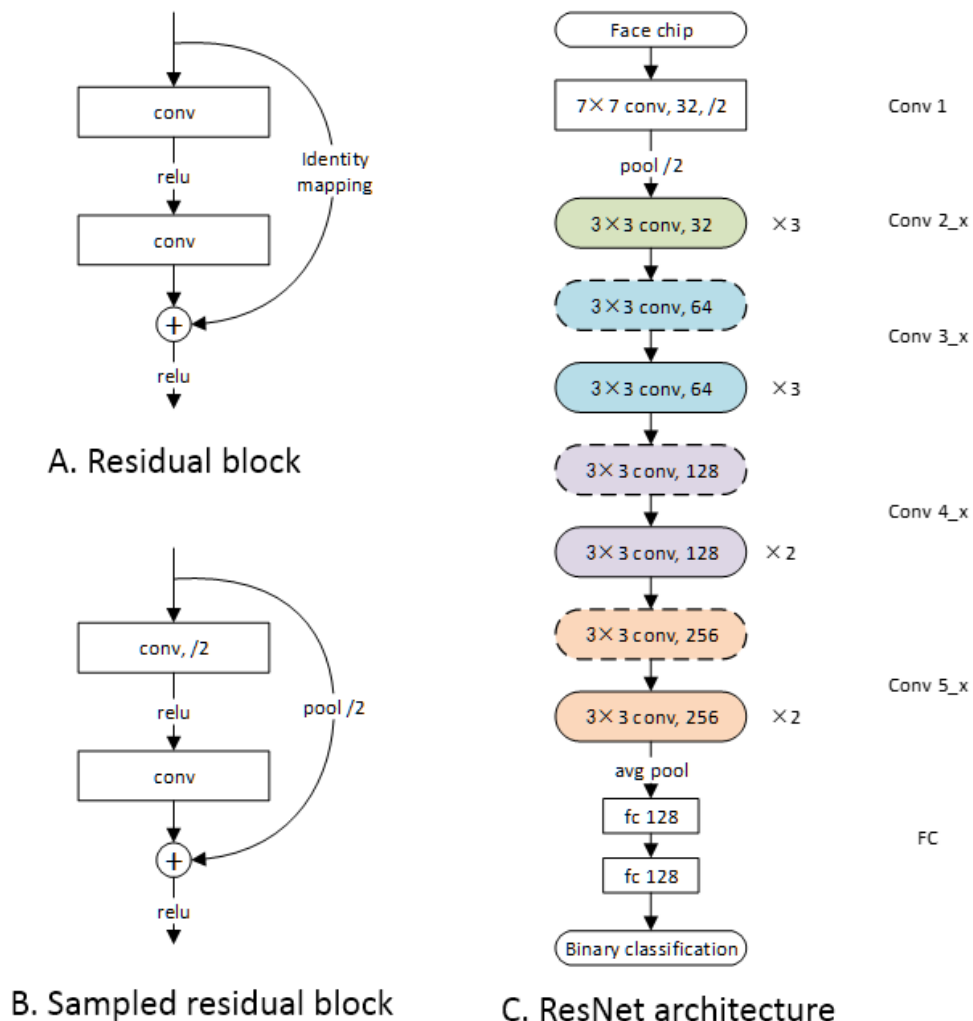 conv
relu
Identity
mapping
conv
relu
A. Residual block
conv, /2
relu
pool /2
conv
relu
B. Sampled residual block
Face chip
7×7 conv, 32, /2
Conv 1
pool /2
3×3 conv, 32
×3
Conv 2_x
3×3 conv, 64
Conv 3_x
3×3 conv, 64
×3
3×3 conv, 128
Conv 4_x
3×3 conv, 128
×2
3×3 conv, 256
Conv 5_x
3×3 conv, 256
×2
avg pool
fc 128
FC
fc 128
Binary classification
C. ResNet architecture